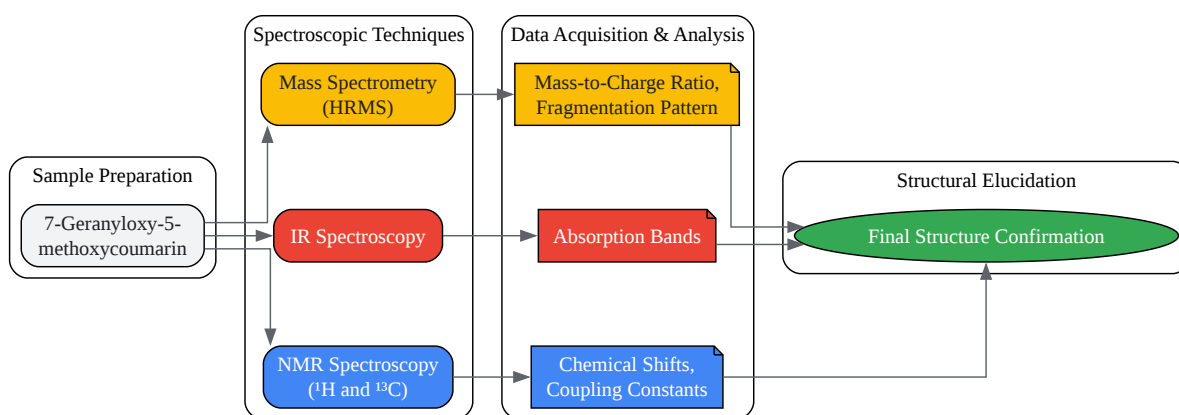 Spectroscopic Techniques
Data Acquisition & Analysis
Mass Spectrometry
(HRMS)
Mass-to-Charge Ratio,
Fragmentation Pattern
Sample Preparation
7-Geranyloxy-5-
methoxycoumarin
IR Spectroscopy
Absorption Bands
Structural Elucidation
Final Structure Confirmation
NMR Spectroscopy
(¹H and ¹³C)
Chemical Shifts,
Coupling Constants